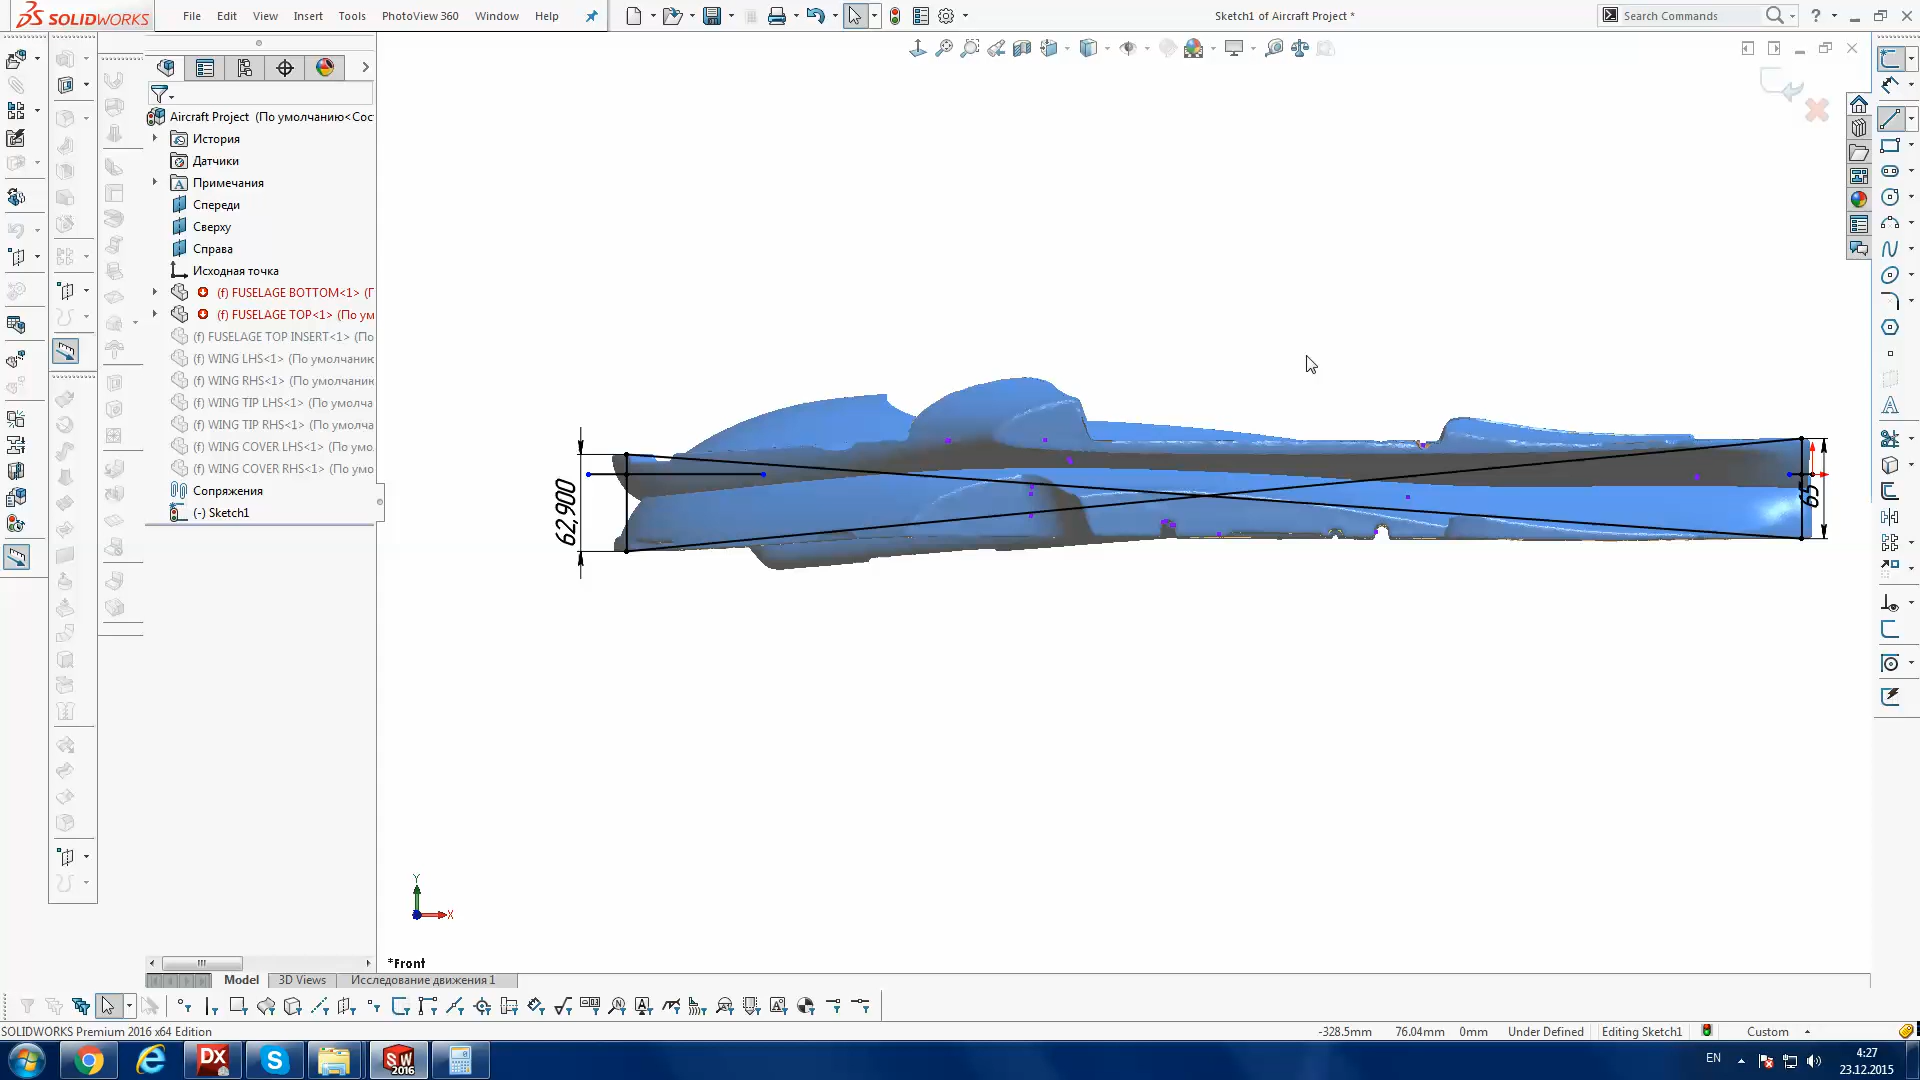 SOLIDWORKS
File Edit View Insert Tools PhotoView 360 Window Help
Sketch1 of Aircraft Project *
Search Commands
Aircraft Project (По умолчанию<Сос
История
Датчики
A Примечания
Спереди
Сверху
Справа
Исходная точка
(f) FUSELAGE BOTTOM<1> (П
(f) FUSELAGE TOP<1> (По ум
(f) FUSELAGE TOP INSERT<1> (По
(f) WING LHS<1> (По умолчание
(f) WING RHS<1> (По умолчани
(f) WING TIP LHS<1> (По умолча
(f) WING TIP RHS<1> (По умолча
(f) WING COVER LHS<1> (По умо
(f) WING COVER RHS<1> (По умо
Сопряжения
(-) Sketch1
62,900
65
Y
X
*Front
Model 3D Views Исследование движения 1
SOLIDWORKS Premium 2016 x64 Edition
-328.5mm 76.04mm 0mm Under Defined Editing Sketch1 Custom
DX
S
SW
2016
EN
4:27
23.12.2015